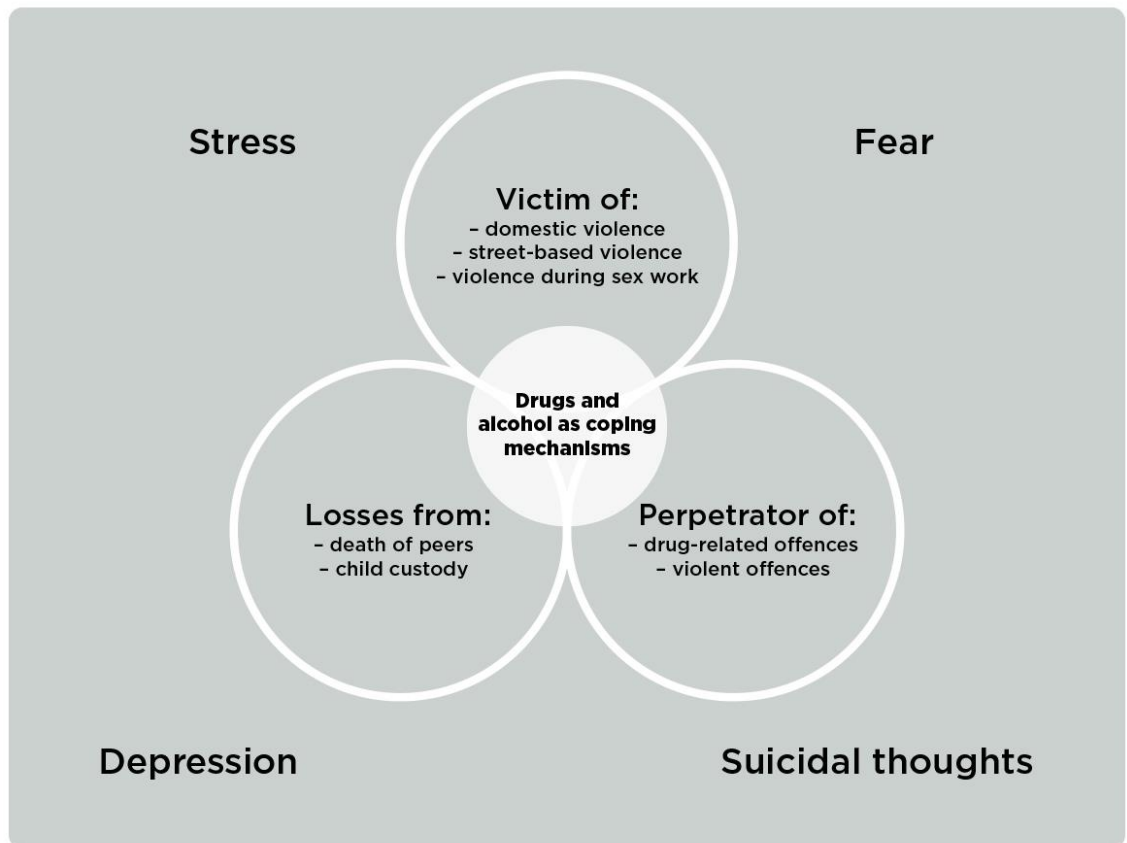 Stress
Fear
Victim of:
– domestic violence
– street-based violence
– violence during sex work
Drugs and
alcohol as coping
mechanisms
Losses from:
– death of peers
– child custody
Perpetrator of:
– drug-related offences
– violent offences
Depression
Suicidal thoughts